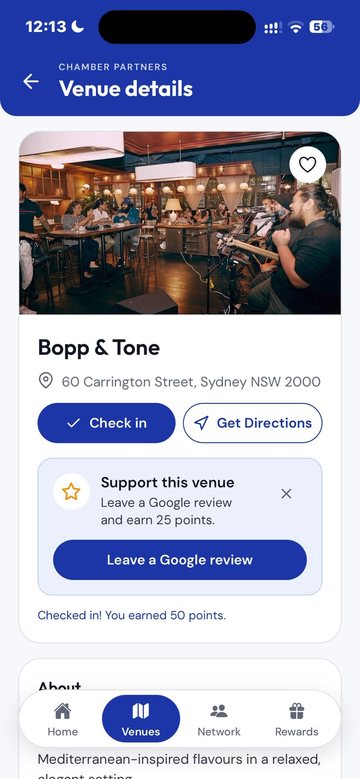 12:13
56
CHAMBER PARTNERS
Venue details
Bopp & Tone
60 Carrington Street, Sydney NSW 2000
Check in
Get Directions
Support this venue
Leave a Google review
and earn 25 points.
Leave a Google review
Checked in! You earned 50 points.
About
Home
Venues
Network
Rewards
Mediterranean-inspired flavours in a relaxed,
elegant setting